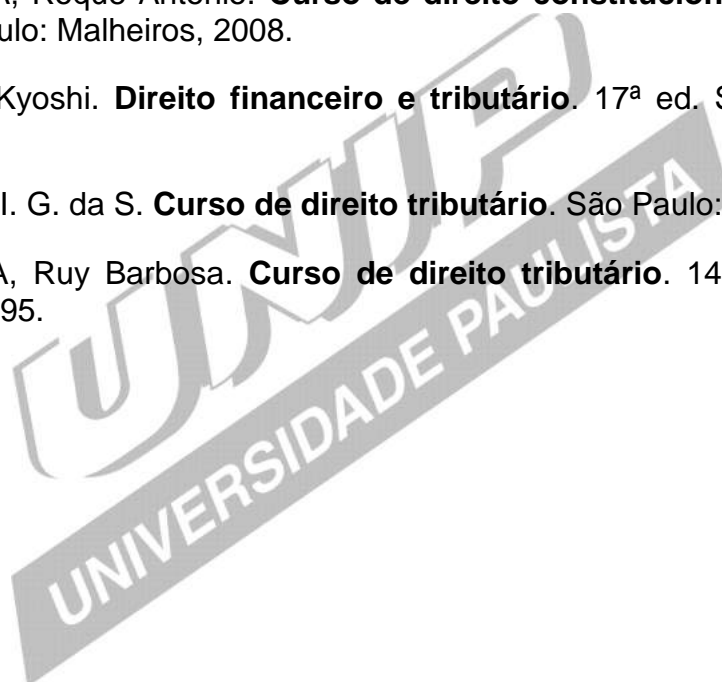 A, Roque Antonio. Curso de direito constitucion
ulo: Malheiros, 2008.
Kyoshi. Direito financeiro e tributário. 17ª ed. S
I. G. da S. Curso de direito tributário. São Paulo:
A, Ruy Barbosa. Curso de direito tributário. 14
95.
UNIP
UNIVERSIDADE PAULISTA